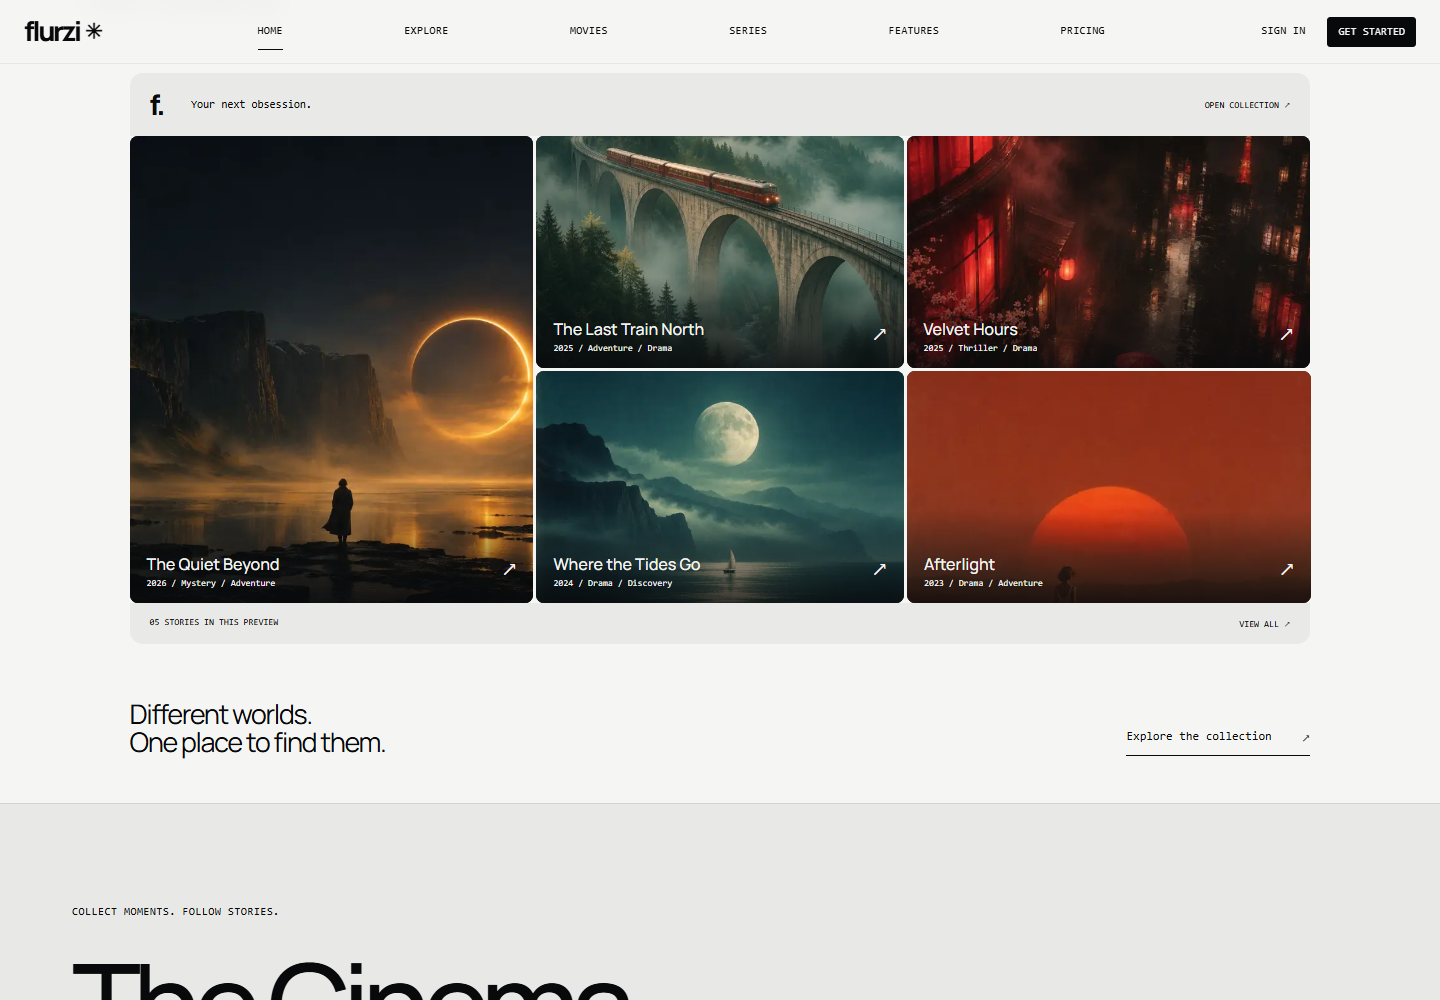 flurzi
HOME
EXPLORE
MOVIES
SERIES
FEATURES
PRICING
SIGN IN
GET STARTED
f.
Your next obsession.
OPEN COLLECTION ↗
The Last Train North
2025 / Adventure / Drama
Velvet Hours
2025 / Thriller / Drama
The Quiet Beyond
2026 / Mystery / Adventure
Where the Tides Go
2024 / Drama / Discovery
Afterlight
2023 / Drama / Adventure
05 STORIES IN THIS PREVIEW
VIEW ALL ↗
Different worlds.
One place to find them.
Explore the collection ↗
COLLECT MOMENTS. FOLLOW STORIES.
The Cinema